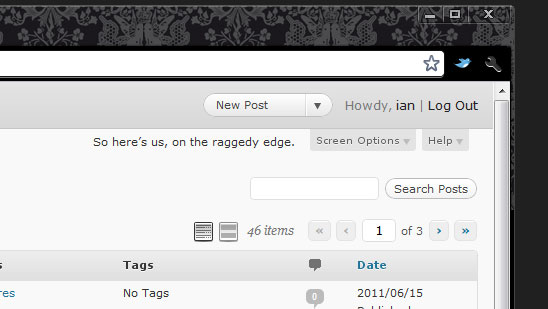 New Post Howdy, ian | Log Out
So here's us, on the raggedy edge. Screen Options Help
Search Posts
46 items « ‹ 1 of 3 › »
Tags Date
res No Tags 0 2011/06/15